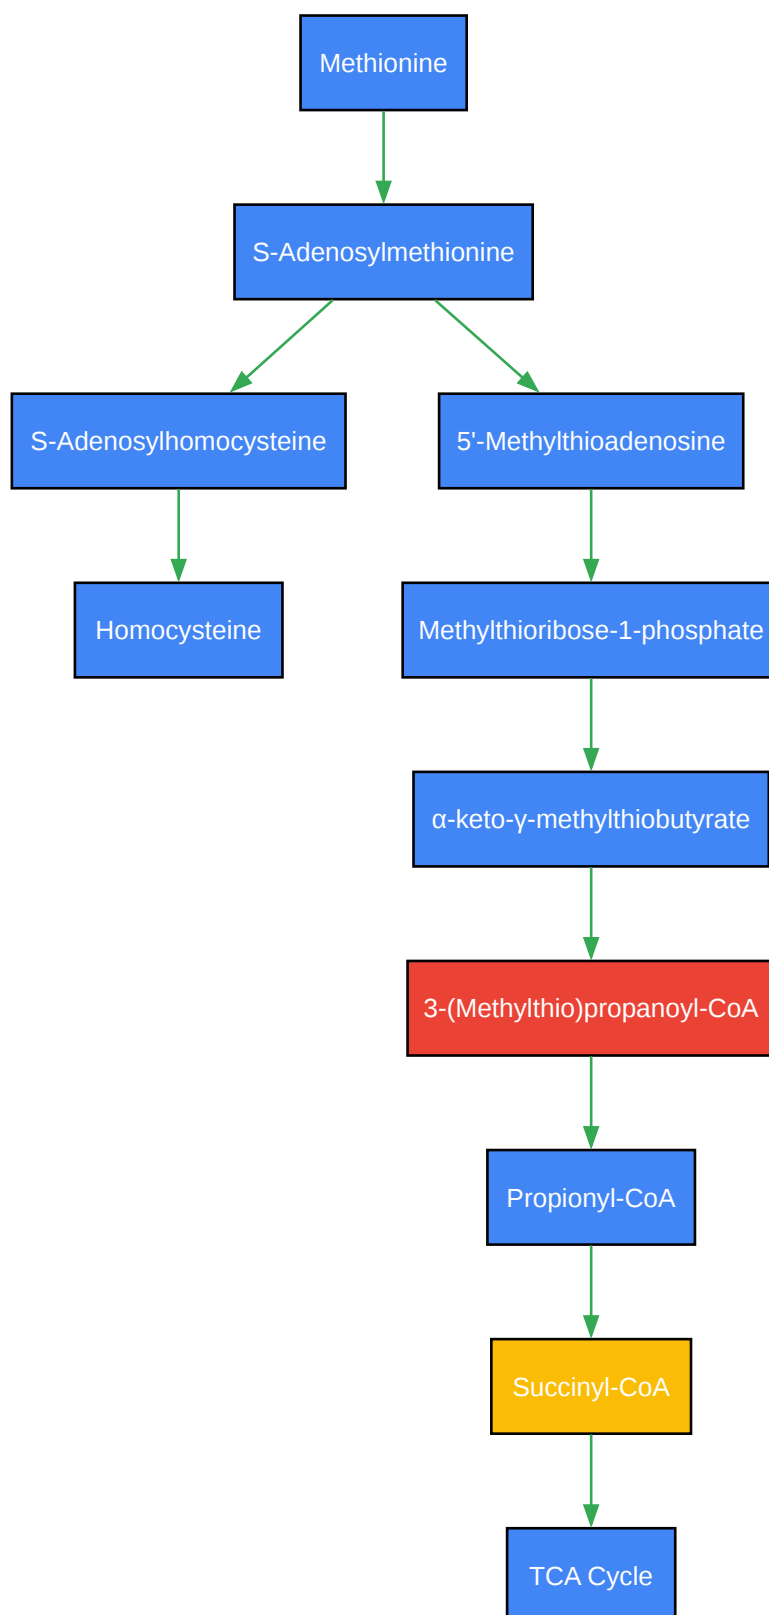 Methionine
S-Adenosylmethionine
S-Adenosylhomocysteine
5'-Methylthioadenosine
Homocysteine
Methylthioribose-1-phosphate
α-keto-γ-methylthiobutyrate
3-(Methylthio)propanoyl-CoA
Propionyl-CoA
Succinyl-CoA
TCA Cycle